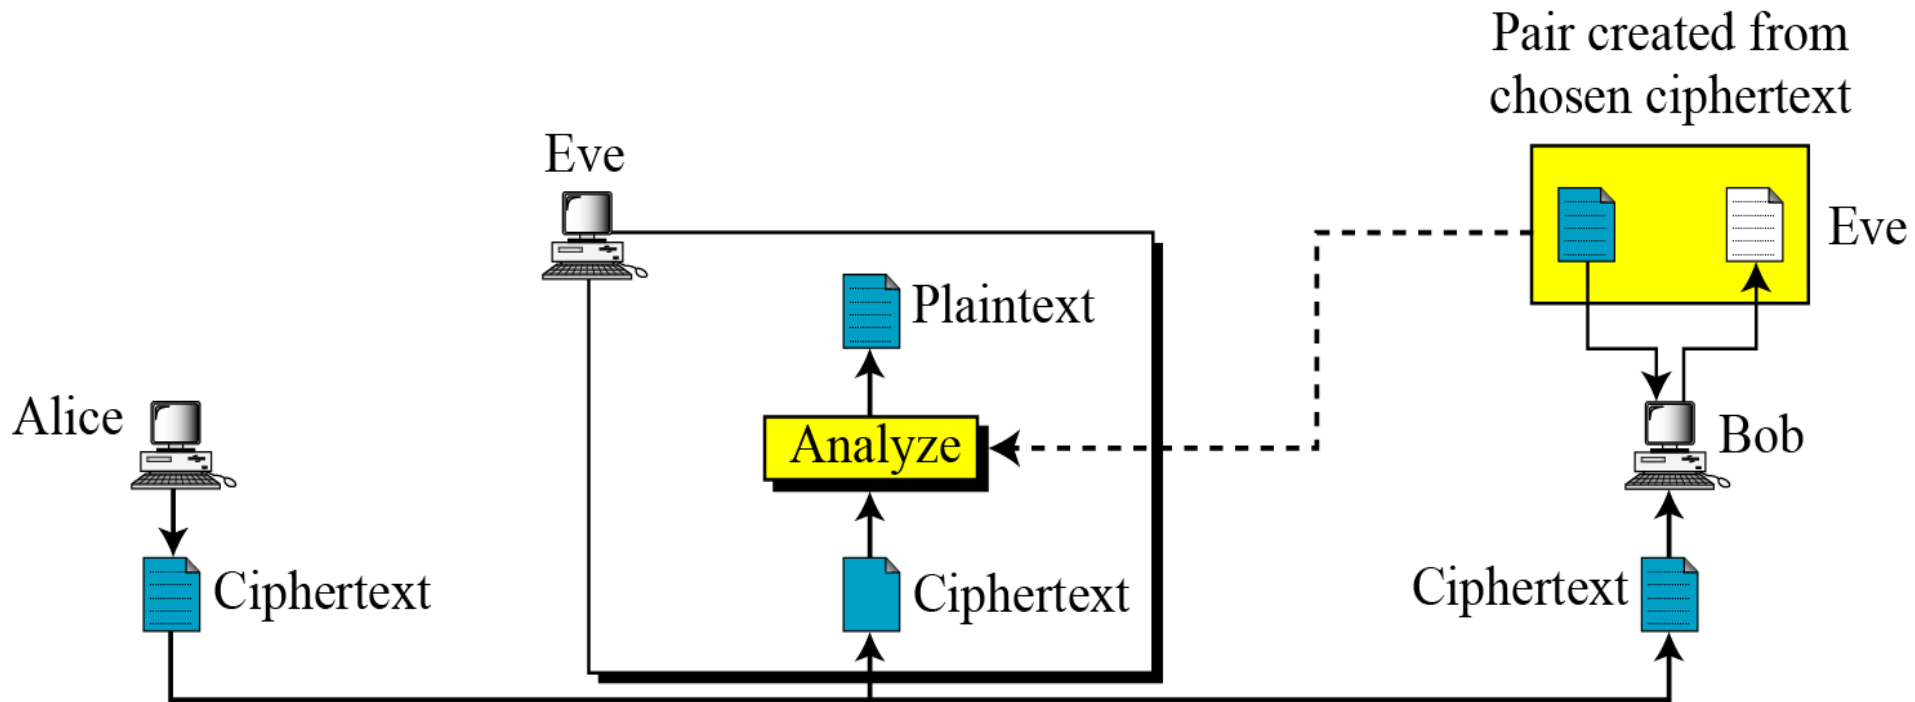 Pair created from
chosen ciphertext
Eve
Eve
Plaintext
Alice
Analyze
Bob
Ciphertext
Ciphertext
Ciphertext